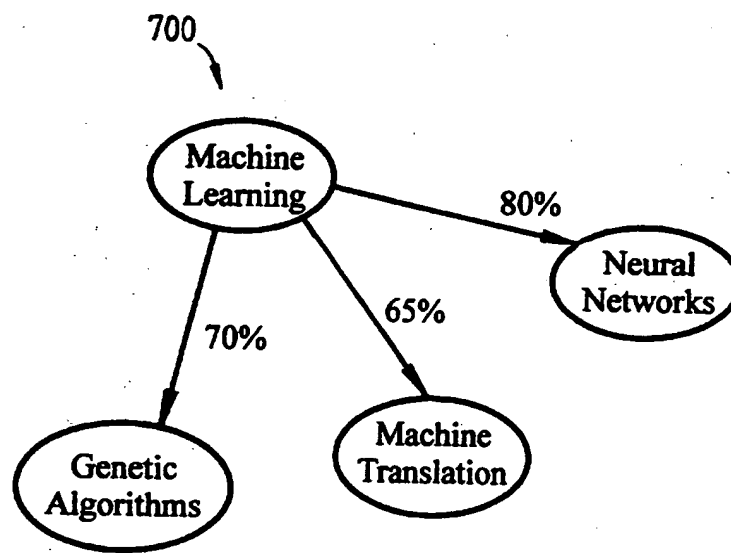 700
Machine
Learning
80%
Neural
Networks
65%
70%
Machine
Translation
Genetic
Algorithms